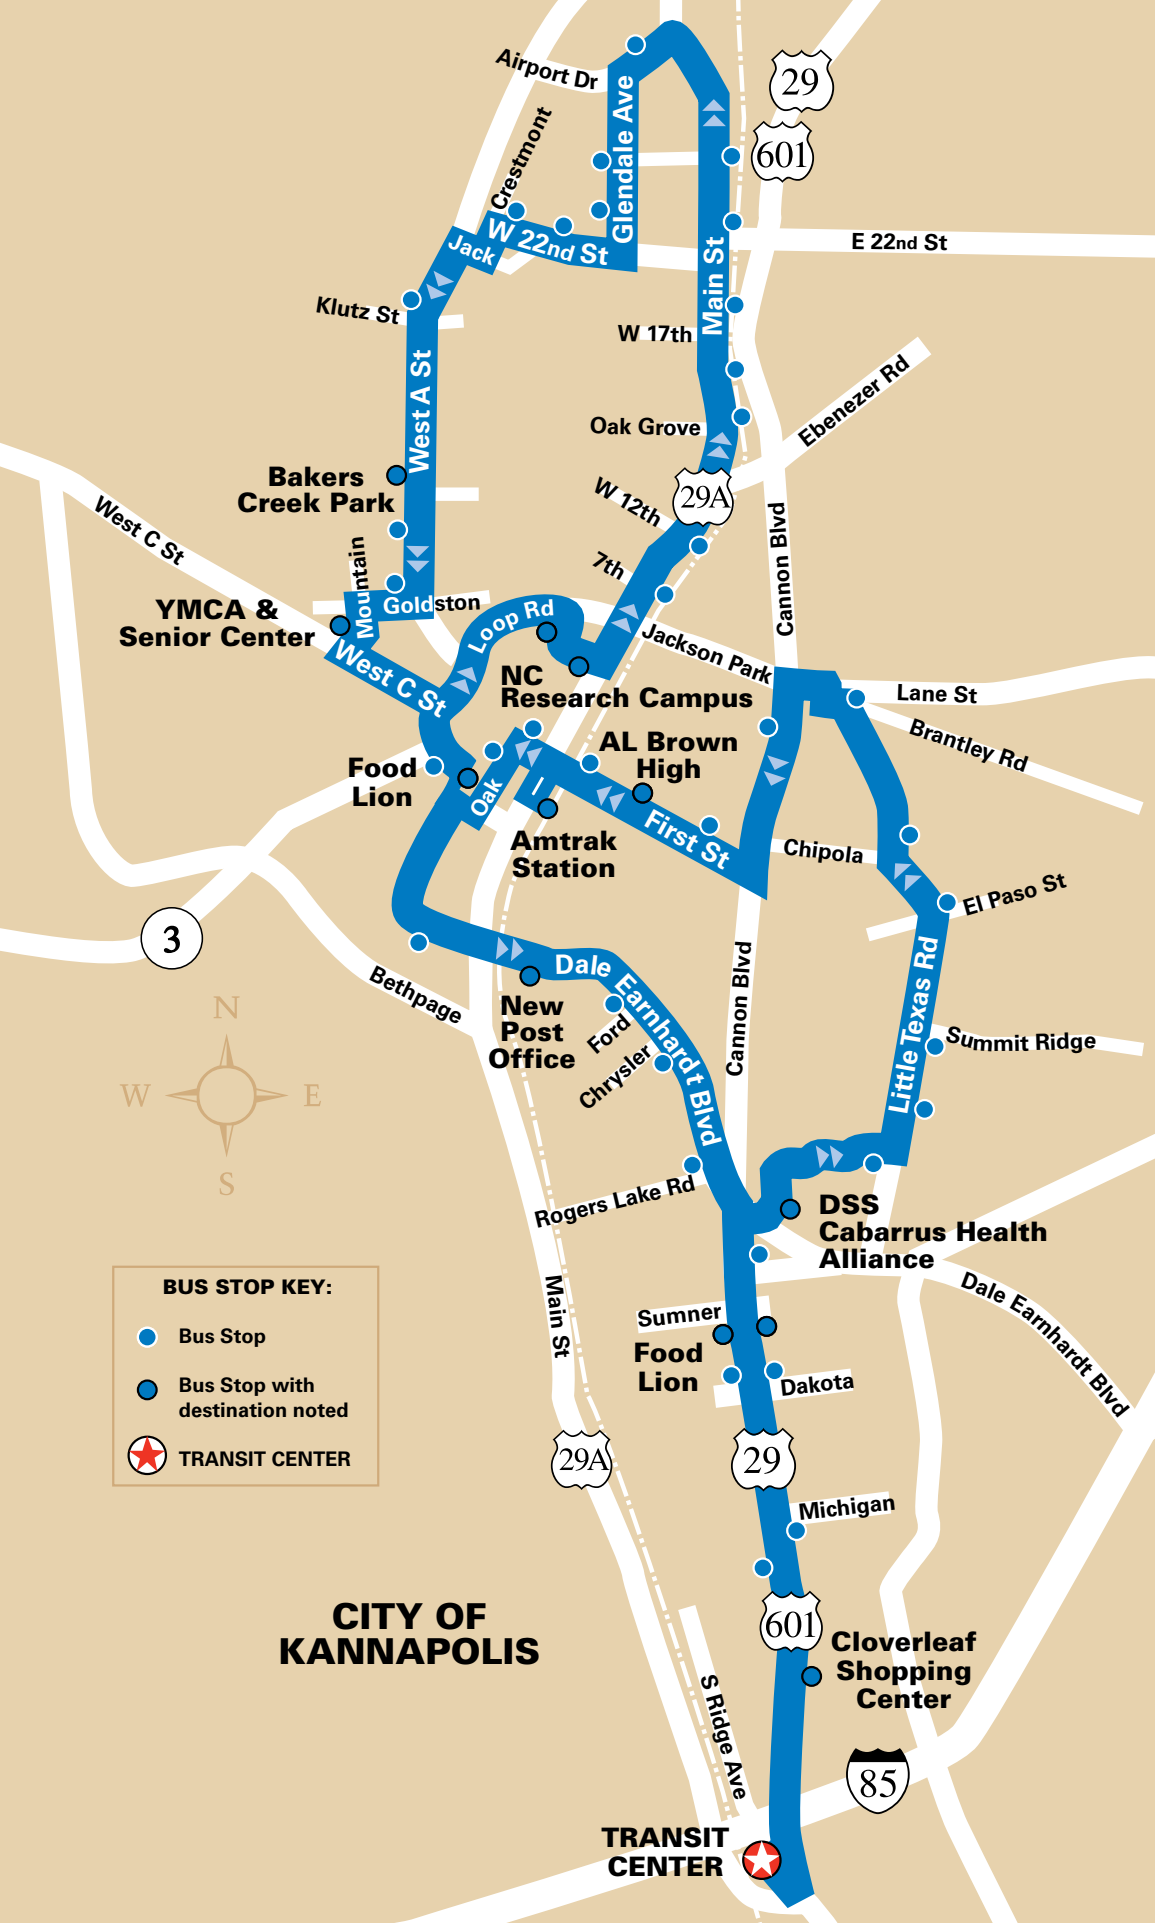 Airport Dr
Glendale Ave
29
601
Crestmont
W 22nd St
Jack
E 22nd St
Main St
Klutz St
W 17th
West A St
Ebenezer Rd
Oak Grove
Bakers
Creek Park
29A
W 12th
West C St
Cannon Blvd
7th
Mountain
Goldston
YMCA &
Senior Center
Loop Rd
Jackson Park
West C St
NC
Research Campus
Lane St
Brantley Rd
AL Brown
High
Food
Lion
Oak
First St
Amtrak
Station
Chipola
El Paso St
3
Dale Earnhardt Blvd
Bethpage
Cannon Blvd
Little Texas Rd
New
Post
Office
Ford
Chrysler
Summit Ridge
N
W
E
S
Rogers Lake Rd
DSS
Cabarrus Health
Alliance
Main St
Dale Earnhardt Blvd
BUS STOP KEY:
Bus Stop
Bus Stop with
destination noted
TRANSIT CENTER
Sumner
Food
Lion
Dakota
29A
29
Michigan
CITY OF
KANNAPOLIS
601
Cloverleaf
Shopping
Center
S Ridge Ave
85
TRANSIT
CENTER